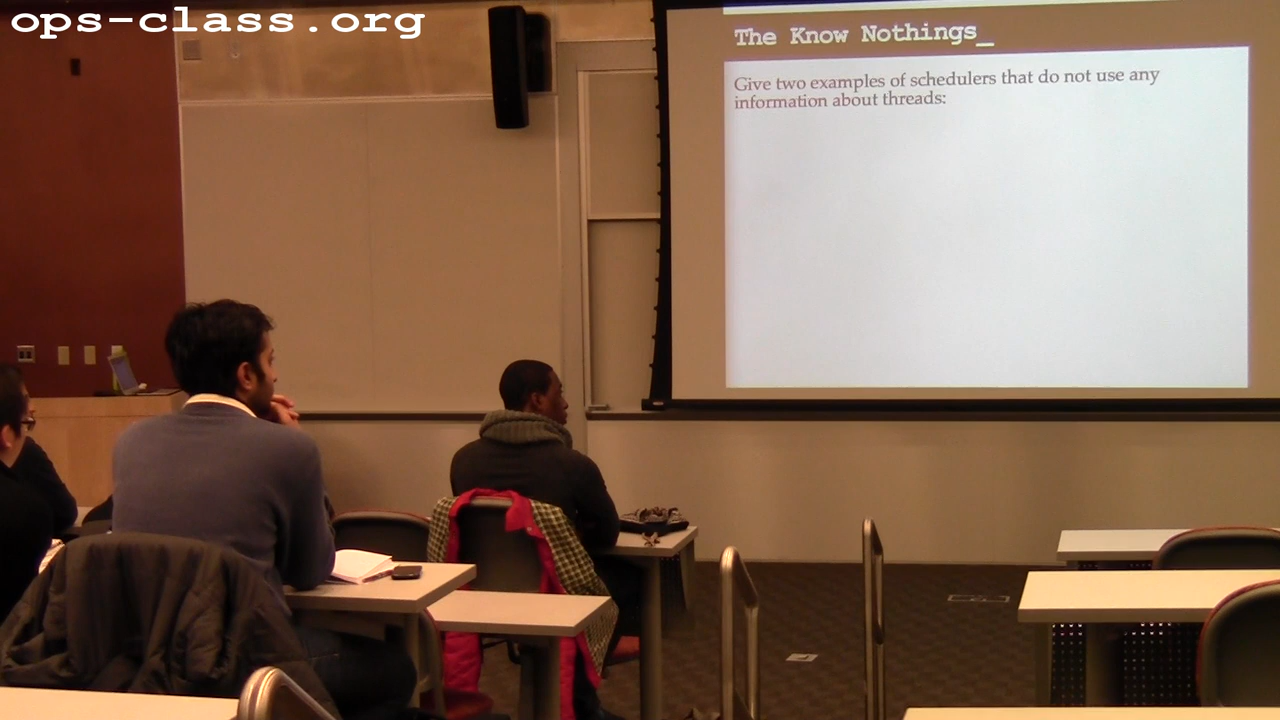 ops-class.org
The Know Nothings_
Give two examples of schedulers that do not use any
information about threads: